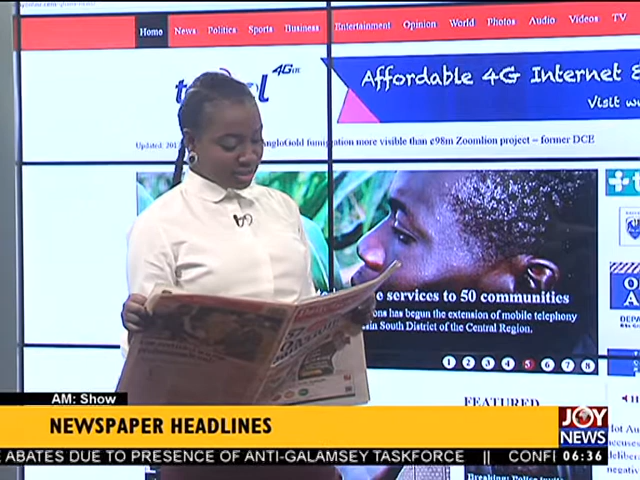 Home News Politics Sports Business Entertainment Opinion World Photos Audio Videos TV
4G LTE
Affordable 4G Internet &
Visit
AngloGold fumigation more visible than ¢98m Zoomlion project – former DCE
Updated:
e services to 50 communities
ons has begun the extension of mobile telephony
in South District of the Central Region.
1 2 3 4 5 6 7 8
FEATURED
AM: Show
NEWSPAPER HEADLINES
JOY
NEWS
ABATES DUE TO PRESENCE OF ANTI-GALAMSEY TASKFORCE || CONFI
06:36